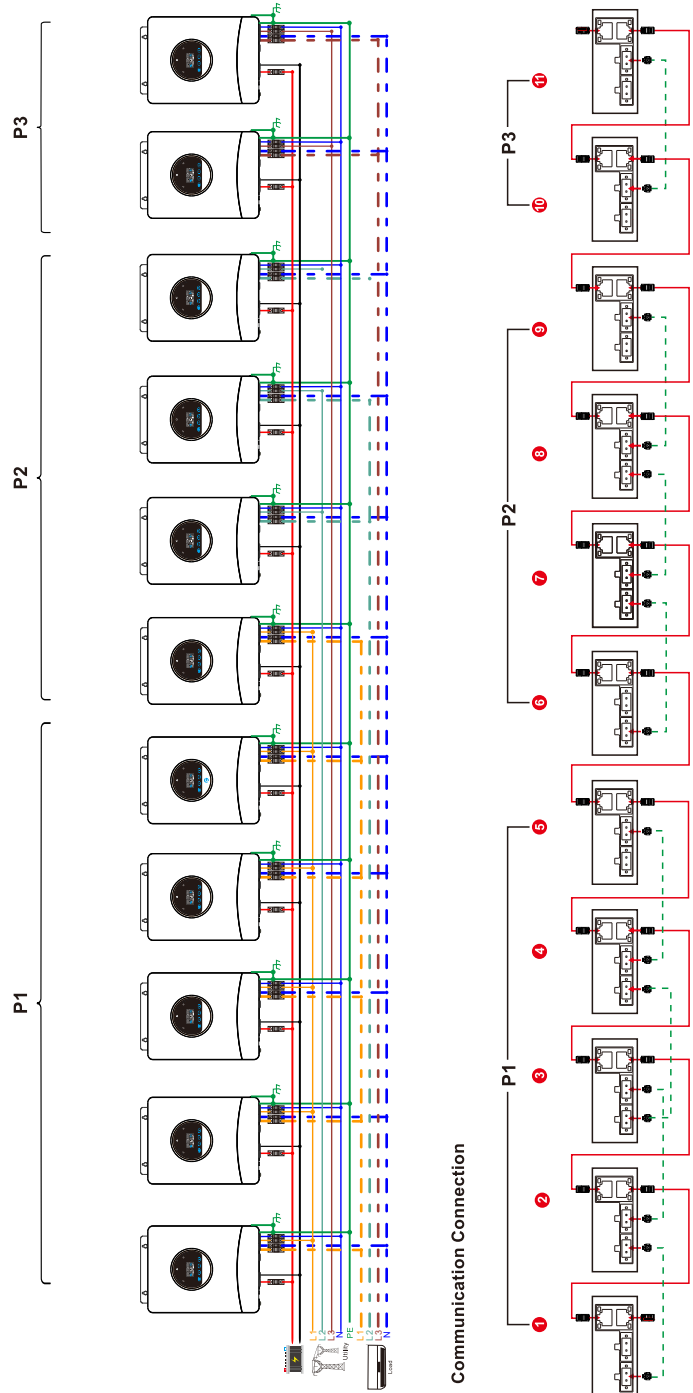 P1 P2 P3
L1
L2
L3
N
Utility
PE
L1
L2
L3
N
Load
Communication Connection
P1 P2 P3
1 2 3 4 5 6 7 8 9 10 11